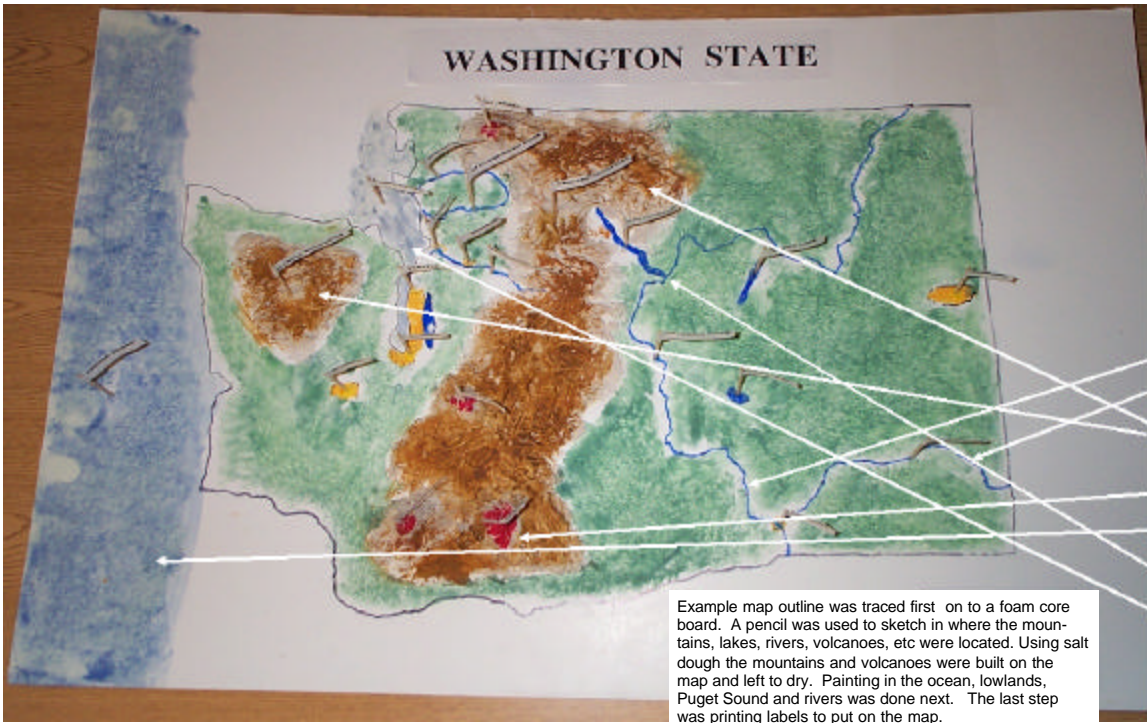 WASHINGTON STATE
Example map outline was traced first on to a foam core
board. A pencil was used to sketch in where the moun-
tains, lakes, rivers, volcanoes, etc were located. Using salt
dough the mountains and volcanoes were built on the
map and left to dry. Painting in the ocean, lowlands,
Puget Sound and rivers was done next. The last step
was printing labels to put on the map.